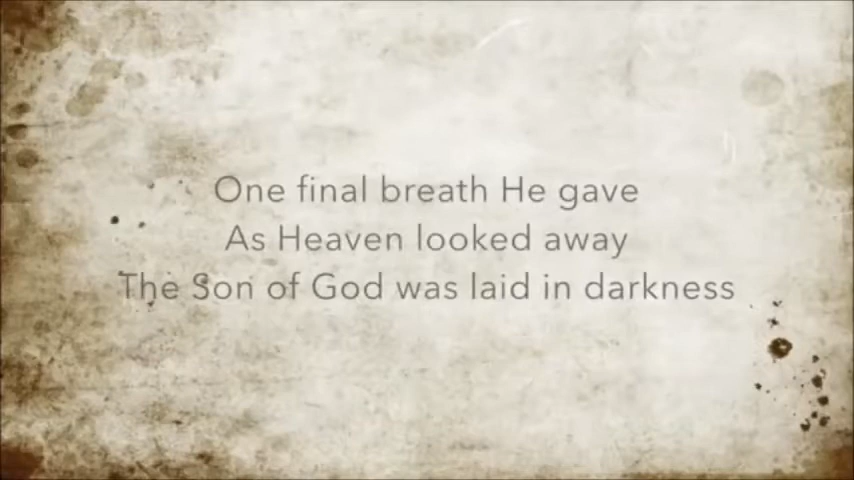 One final breath He gave
As Heaven looked away
The Son of God was laid in darkness